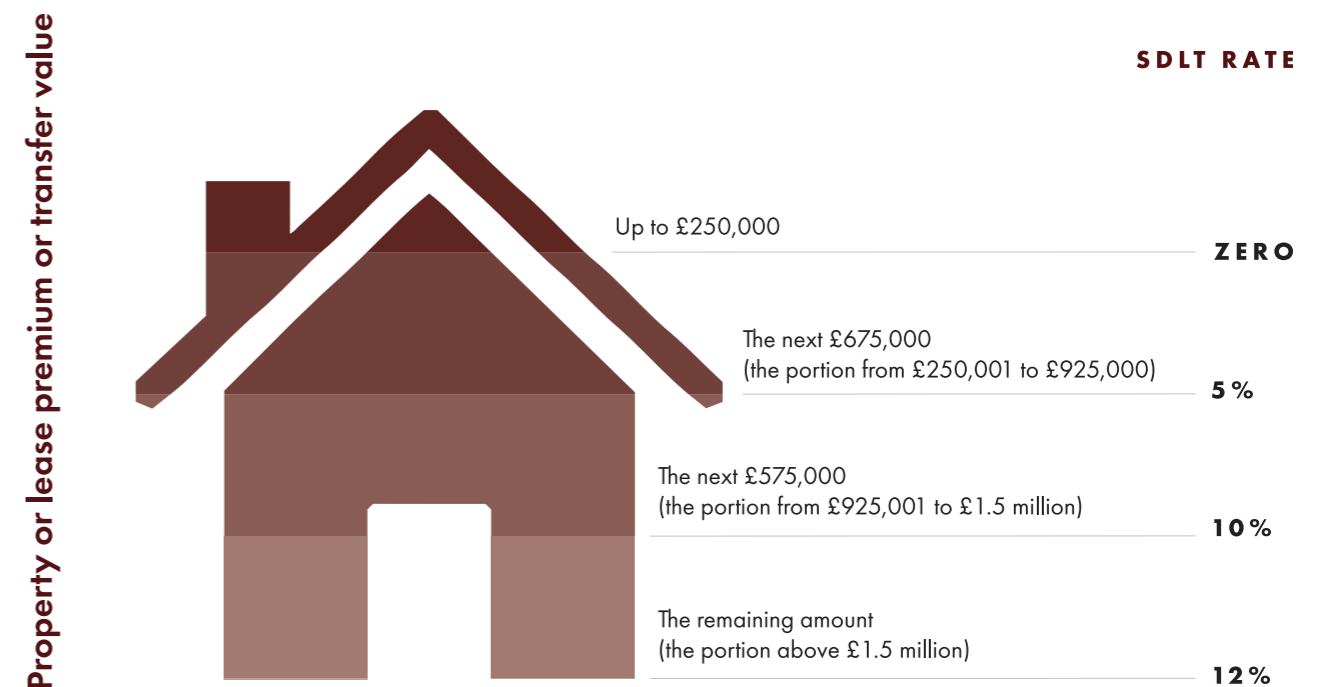 Property or lease premium or transfer value
SDLT RATE
Up to £250,000
ZERO
The next £675,000
(the portion from £250,001 to £925,000)
5%
The next £575,000
(the portion from £925,001 to £1.5 million)
10%
The remaining amount
(the portion above £1.5 million)
12%